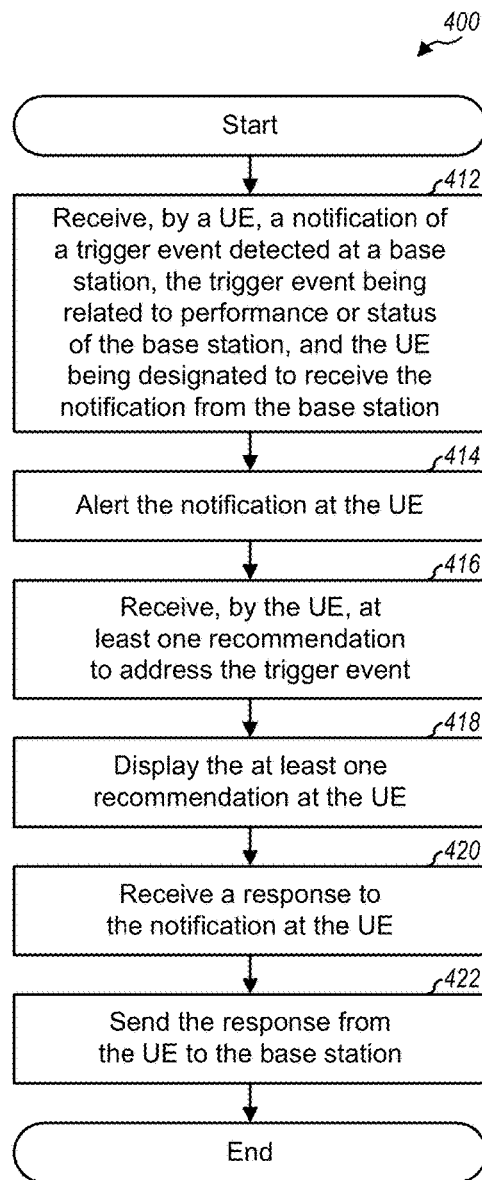 400
Start
412
Receive, by a UE, a notification of
a trigger event detected at a base
station, the trigger event being
related to performance or status
of the base station, and the UE
being designated to receive the
notification from the base station
414
Alert the notification at the UE
416
Receive, by the UE, at
least one recommendation
to address the trigger event
418
Display the at least one
recommendation at the UE
420
Receive a response to
the notification at the UE
422
Send the response from
the UE to the base station
End